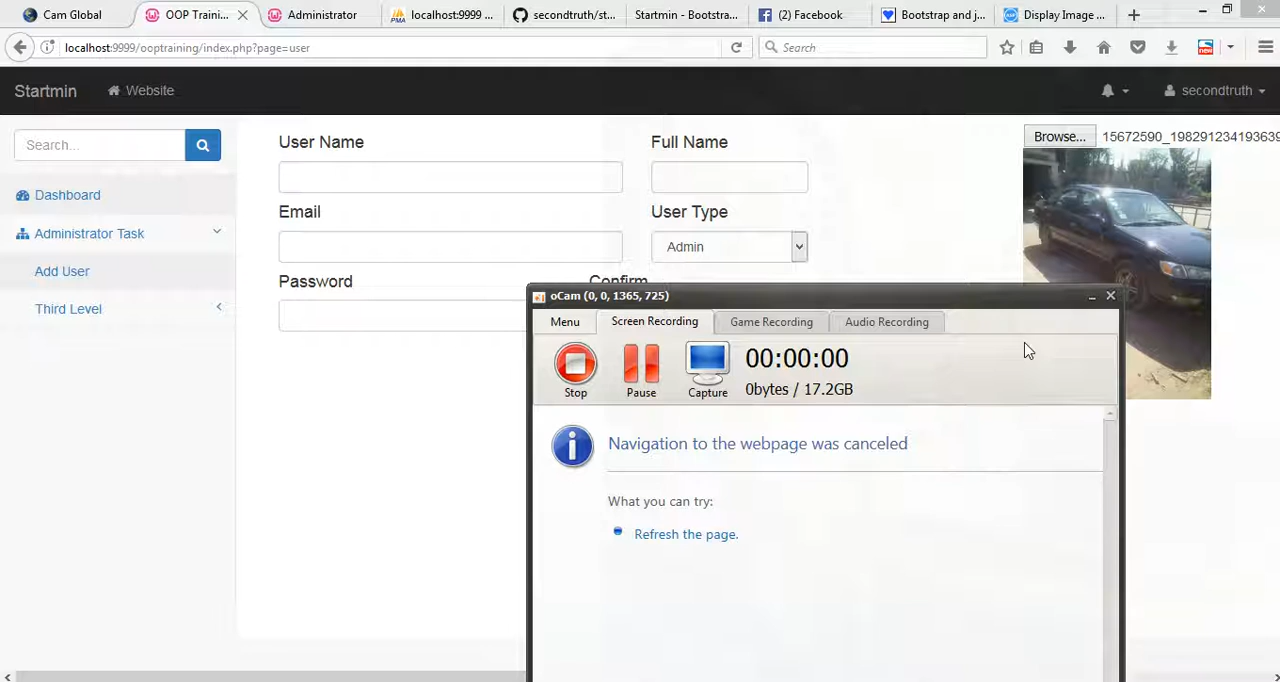 Cam Global
OOP Traini...
Administrator
localhost:9999 ...
secondtruth/st...
Startmin - Bootstra...
(2) Facebook
Bootstrap and j...
Display Image ...
localhost:9999/ooptraining/index.php?page=user
Search
Startmin
Website
secondtruth
Search...
Dashboard
Administrator Task
Add User
Third Level
User Name
Full Name
Email
User Type
Admin
Password
Confirm
Browse...
15672590_198291234193639
oCam (0, 0, 1365, 725)
Menu
Screen Recording
Game Recording
Audio Recording
Stop
Pause
Capture
00:00:00
0bytes / 17.2GB
Navigation to the webpage was canceled
What you can try:
Refresh the page.